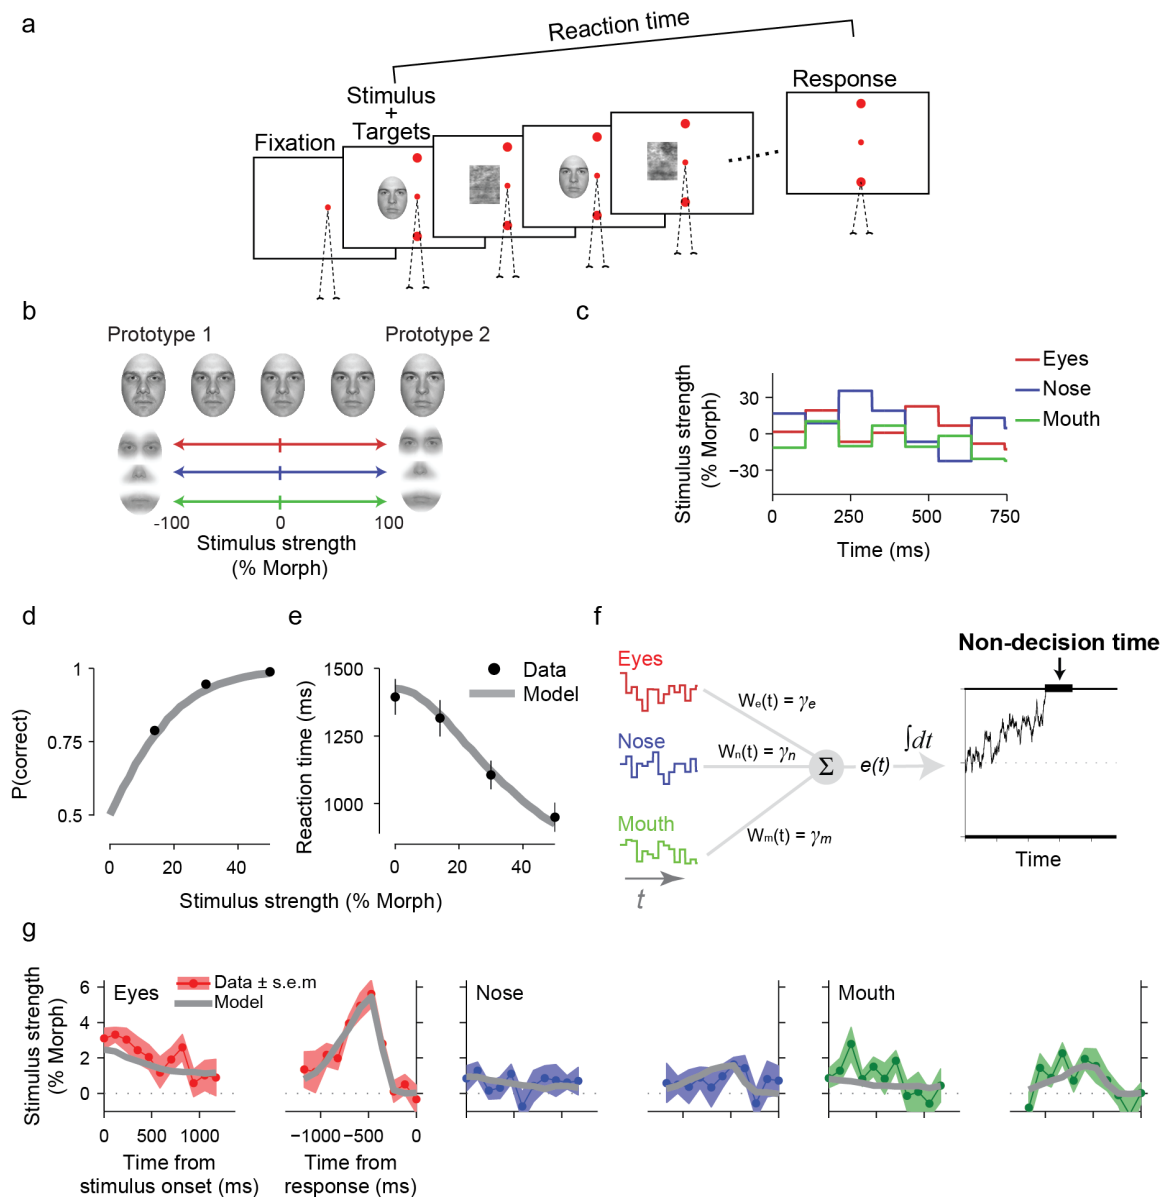 a
Reaction time
Stimulus
+
Targets
Fixation
Response
b
Prototype 1
Prototype 2
-100
0
100
Stimulus strength
(% Morph)
c
Eyes
Nose
Mouth
Stimulus strength
(% Morph)
30
0
−30
0
250
500
750
Time (ms)
d
P(correct)
1
0.75
0.5
0
20
40
e
Reaction time (ms)
1500
1250
1000
Data
Model
0
20
40
Stimulus strength (% Morph)
f
Eyes
Nose
Mouth
t
We(t) = γe
Wn(t) = γn
Wm(t) = γm
Σ
e(t)
∫dt
Non-decision time
Time
g
Stimulus strength
(% Morph)
6
4
2
0
Eyes
Data ± s.e.m
Model
0
500
1000
Time from
stimulus onset (ms)
−1000
−500
0
Time from
response (ms)
Nose
Mouth